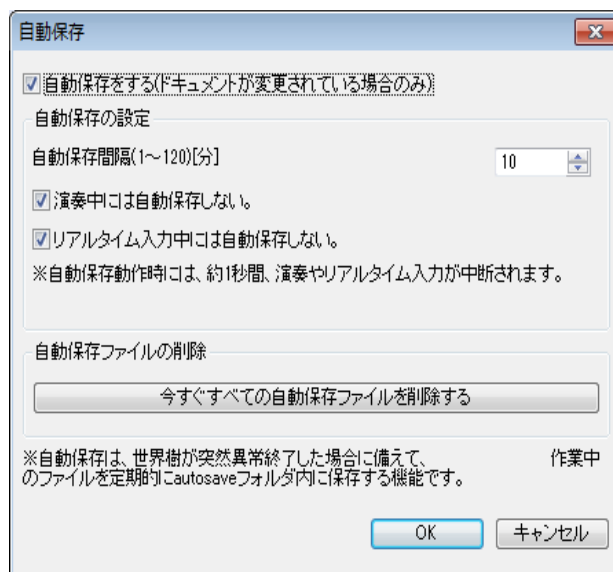 自動保存
自動保存をする(ドキュメントが変更されている場合のみ)
自動保存の設定
自動保存間隔(1～120)[分]
10
演奏中には自動保存しない。
リアルタイム入力中には自動保存しない。
※自動保存動作時には、約1秒間、演奏やリアルタイム入力が中断されます。
自動保存ファイルの削除
今すぐすべての自動保存ファイルを削除する
※自動保存は、世界樹が突然異常終了した場合に備えて、 作業中
のファイルを定期的にautosaveフォルダ内に保存する機能です。
OK キャンセル